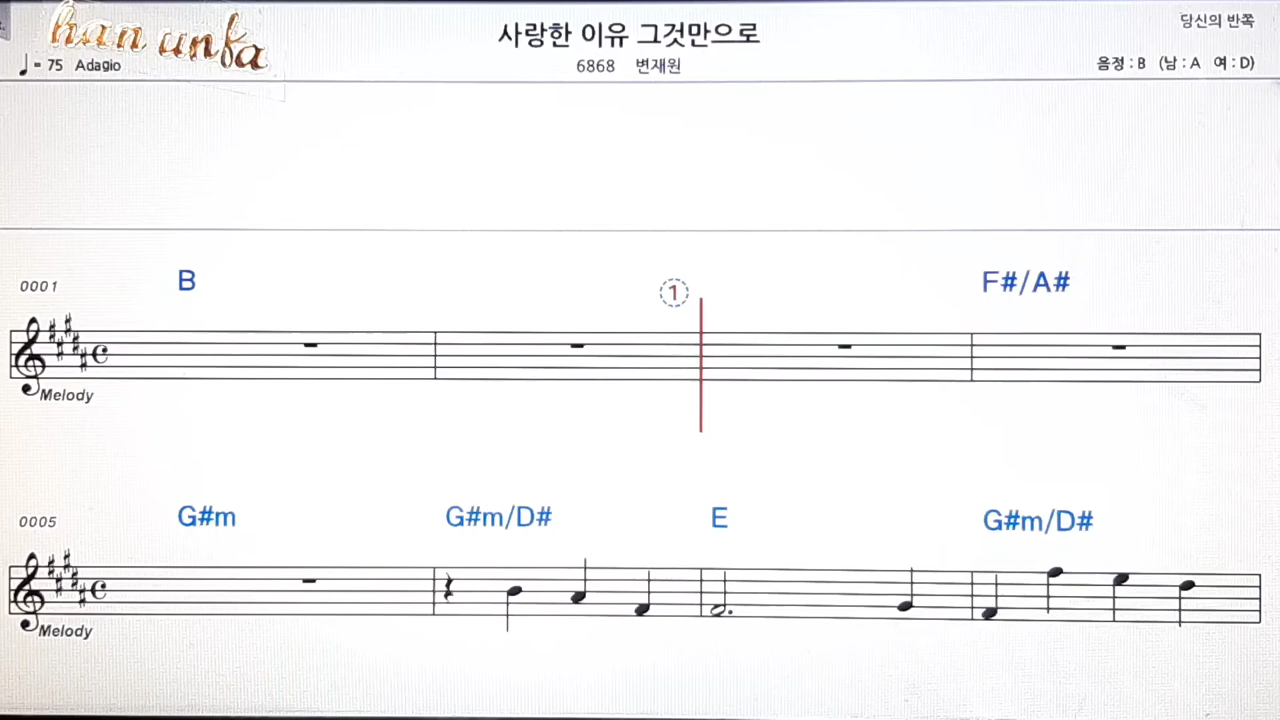 han unfa
사랑한 이유 그것만으로
당신의 반쪽
♩ = 75 Adagio
6868 변재원
음정 : B (남 : A 여 : D)
0001
B
①
F#/A#
Melody
0005
G#m
G#m/D#
E
G#m/D#
Melody